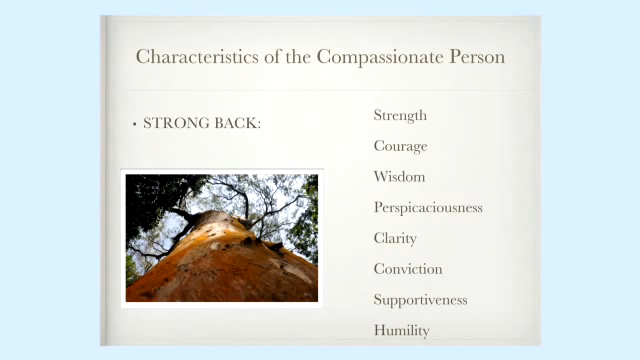 Characteristics of the Compassionate Person
• STRONG BACK:
Strength
Courage
Wisdom
Perspicaciousness
Clarity
Conviction
Supportiveness
Humility